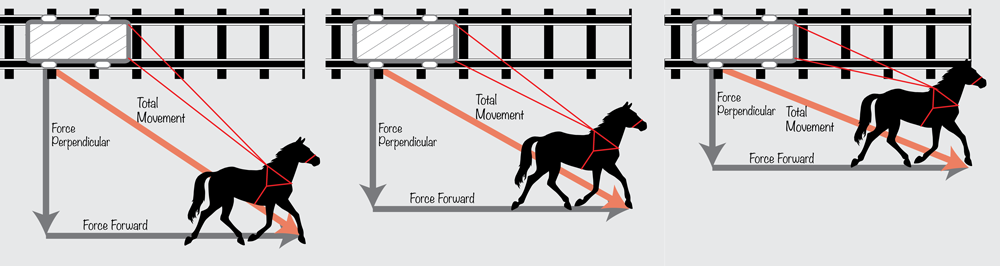 Total
Movement
Force
Perpendicular
Force Forward
Total
Movement
Force
Perpendicular
Force Forward
Force
Perpendicular
Total
Movement
Force Forward